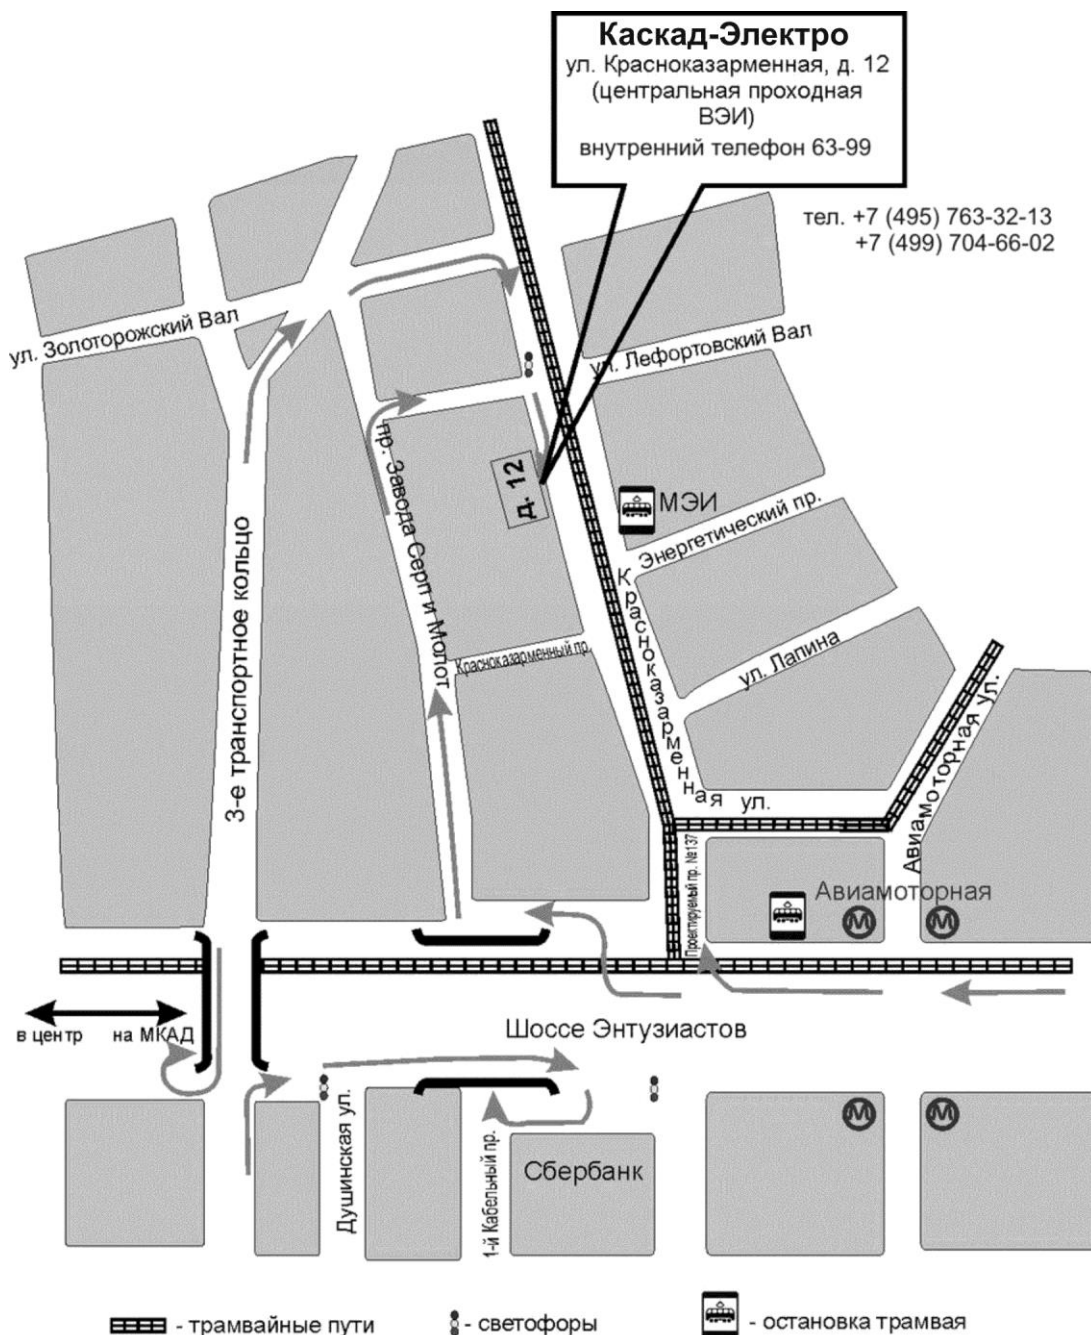 Каскад-Электро
ул. Красноказарменная, д. 12
(центральная проходная
ВЭИ)
внутренний телефон 63-99
тел. +7 (495) 763-32-13
+7 (499) 704-66-02
ул. Золоторожский Вал
ул. Лефортовский Вал
пр. Завода Серп и Молот
д. 12
МЭИ
Энергетический пр.
3-е транспортное кольцо
Красноказарменный пр.
Красноказарменная ул.
ул. Лапина
Авиамоторная ул.
Проектируемый пр. №137
Авиамоторная
М
М
в центр
на МКАД
Шоссе Энтузиастов
Душинская ул.
1-й Кабельный пр.
Сбербанк
М
М
- трамвайные пути
- светофоры
- остановка трамвая